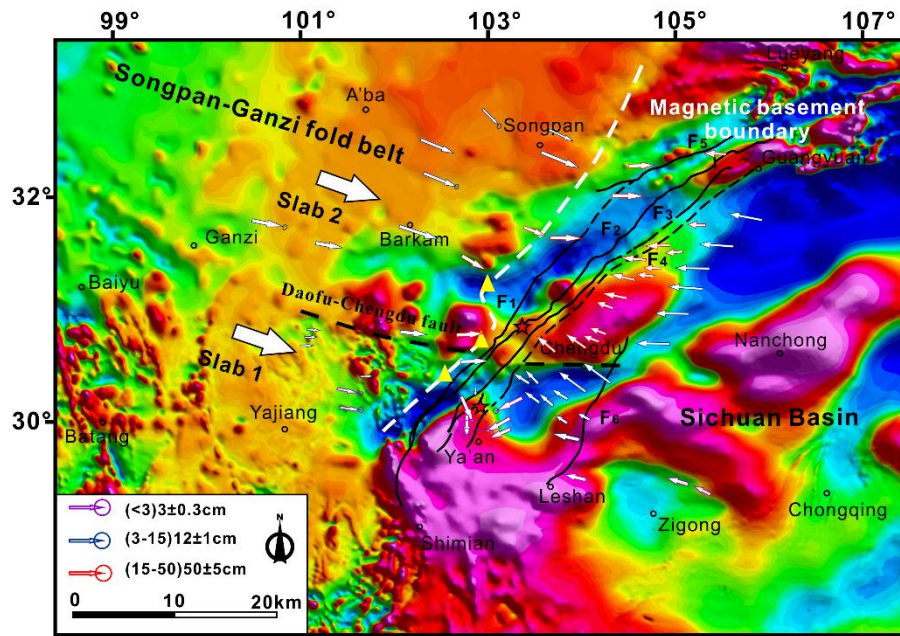 99°
101°
103°
105°
107°
32°
30°
Lueyang
Songpan-Ganzi fold belt
A'ba
Songpan
Magnetic basement
boundary
F5
Guangyuan
Slab 2
F3
F2
F4
Ganzi
Barkam
Baiyu
Daofu-Chengdu fault
F1
Nanchong
Chengdu
Slab 1
Yajiang
F6
Sichuan Basin
Batang
Ya'an
Leshan
Chongqing
Zigong
Shimian
(<3)3±0.3cm
(3-15)12±1cm
(15-50)50±5cm
N
0 10 20km